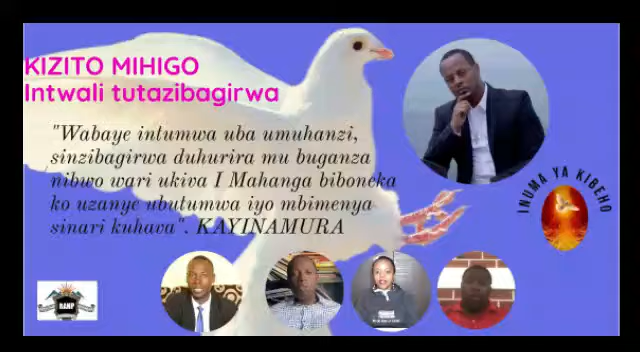 KIZITO MIHIGO
Intwali tutazibagirwa
"Wabaye intumwa uba umuhanzi,
sinzibagirwa duhurira mu buganza
nibwo wari ukiva I Mahanga biboneka
ko uzanye ubutumwa iyo mbimenya
sinari kuhava". KAYINAMURA
INUMA YA KIBEHO
RANP